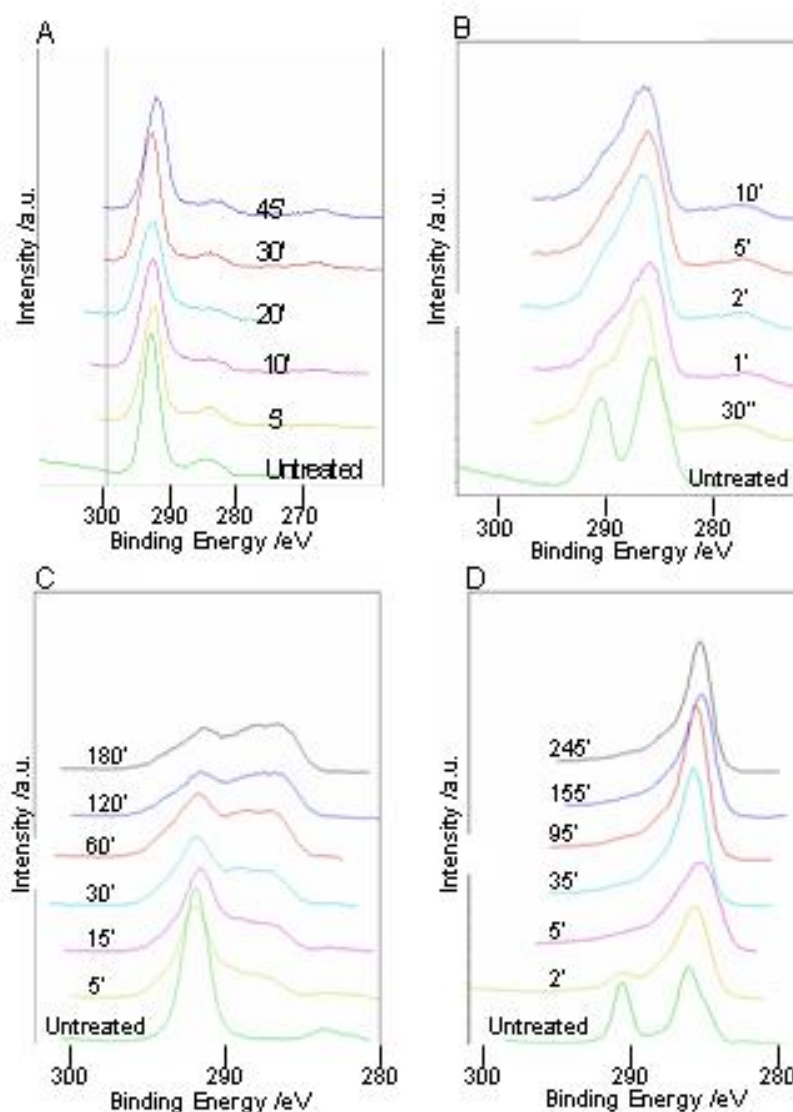 A
Intensity /a.u.
45'
30'
20'
10'
5
Untreated
300 290 280 270
Binding Energy /eV
B
Intensity /a.u.
10'
5'
2'
1'
30"
Untreated
300 290 280
Binding Energy /eV
C
Intensity /a.u.
180'
120'
60'
30'
15'
5'
Untreated
300 290 280
Binding Energy /eV
D
Intensity /a.u.
245'
155'
95'
35'
5'
2'
Untreated
300 290 280
Binding Energy /eV